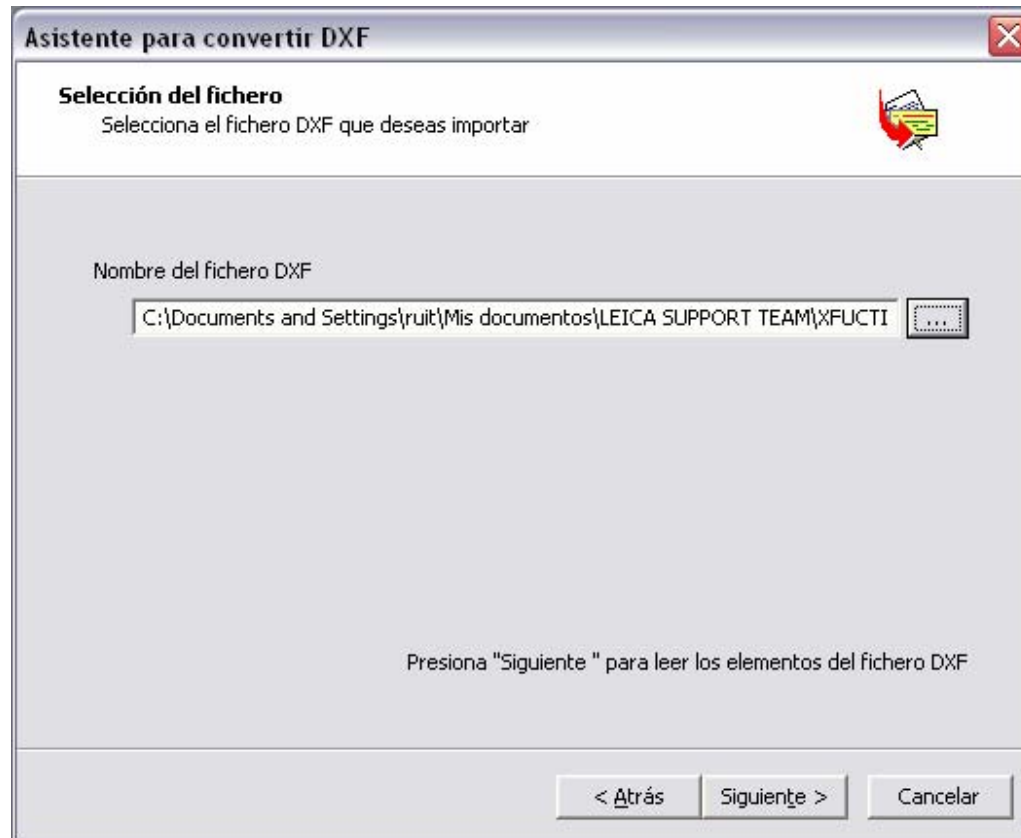 Asistente para convertir DXF
Selección del fichero
Selecciona el fichero DXF que deseas importar
Nombre del fichero DXF
C:\Documents and Settings\ruit\Mis documentos\LEICA SUPPORT TEAM\XFUCTI
...
Presiona "Siguiente " para leer los elementos del fichero DXF
< Atrás Siguiente > Cancelar